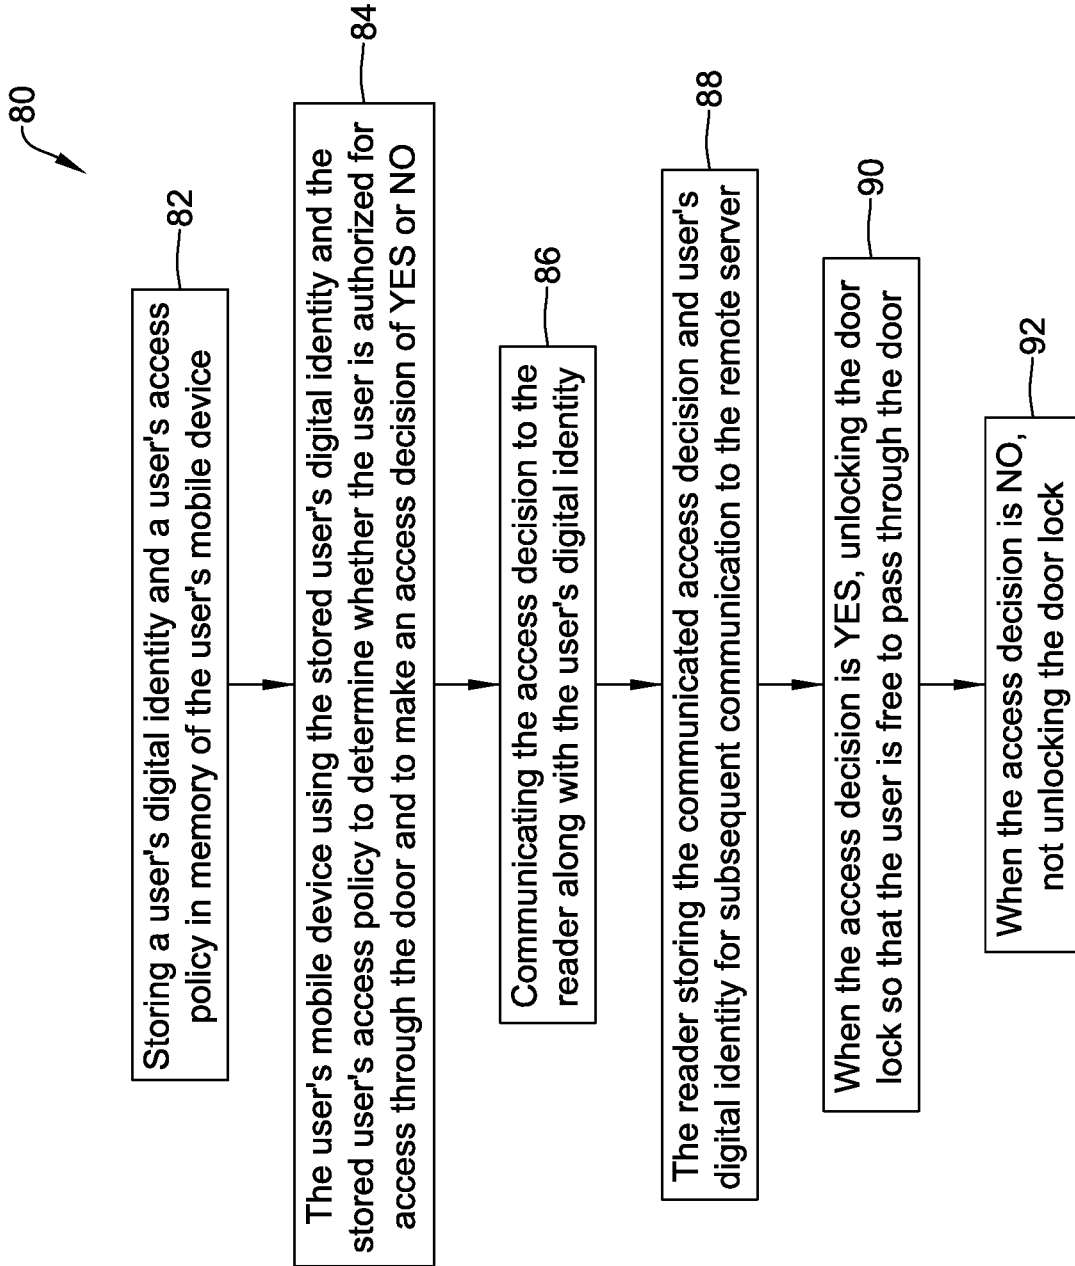 80
Storing a user's digital identity and a user's access
policy in memory of the user's mobile device
82
The user's mobile device using the stored user's digital identity and the
stored user's access policy to determine whether the user is authorized for
access through the door and to make an access decision of YES or NO
84
Communicating the access decision to the
reader along with the user's digital identity
86
The reader storing the communicated access decision and user's
digital identity for subsequent communication to the remote server
88
When the access decision is YES, unlocking the door
lock so that the user is free to pass through the door
90
When the access decision is NO,
not unlocking the door lock
92